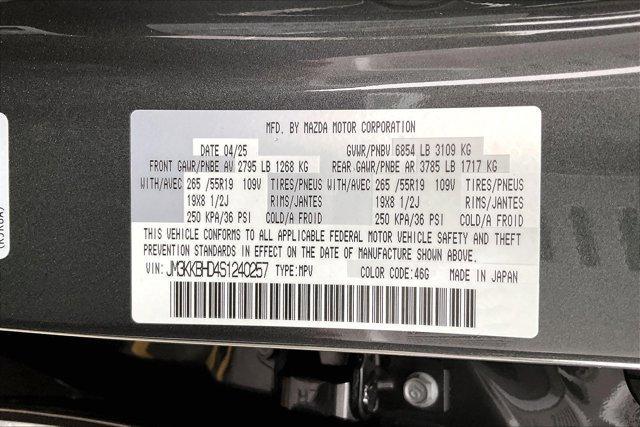 MFD. BY MAZDA MOTOR CORPORATION
DATE 04/25 GVWR/PNBV 6854 LB 3109 KG
FRONT GAWR/PNBE AV 2795 LB 1268 KG REAR GAWR/PNBE AR 3785 LB 1717 KG
WITH/AVEC 265 /55R19 109V TIRES/PNEUS WITH/AVEC 265 /55R19 109V TIRES/PNEUS
19X8 1/2J RIMS/JANTES 19X8 1/2J RIMS/JANTES
250 KPA/36 PSI COLD/A FROID 250 KPA/36 PSI COLD/A FROID
THIS VEHICLE CONFORMS TO ALL APPLICABLE FEDERAL MOTOR VEHICLE SAFETY AND THEFT
PREVENTION STANDARDS IN EFFECT ON THE DATE OF MANUFACTURE SHOWN ABOVE.
VIN: JM3KKBHD4S1240257 TYPE:MPV COLOR CODE:46G MADE IN JAPAN